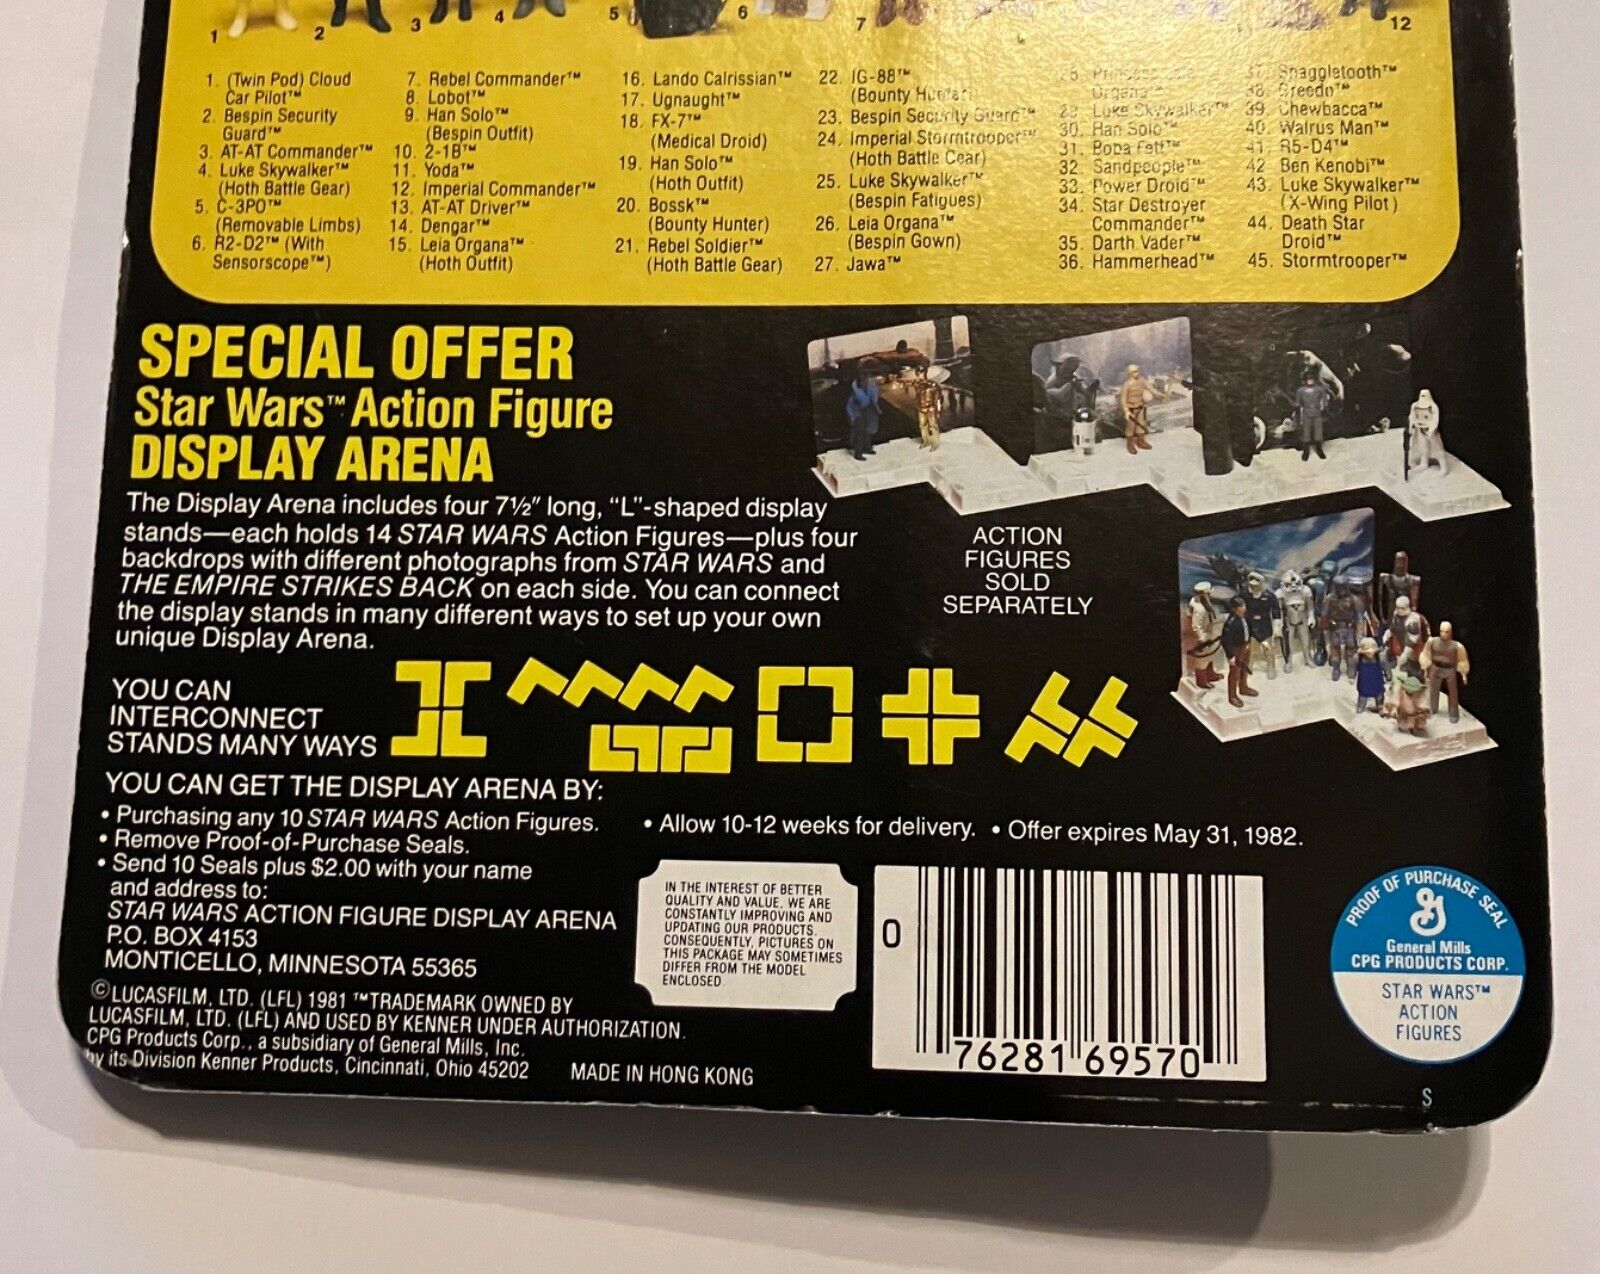 1
2
3
4
5
6
7
12
1. (Twin Pod) Cloud
Car Pilot™
2. Bespin Security
Guard™
3. AT-AT Commander™
4. Luke Skywalker™
(Hoth Battle Gear)
5. C-3PO™
(Removable Limbs)
6. R2-D2™ (With
Sensorscope™)
7. Rebel Commander™
8. Lobot™
9. Han Solo™
(Bespin Outfit)
10. 2-1B™
11. Yoda™
12. Imperial Commander™
13. AT-AT Driver™
14. Dengar™
15. Leia Organa™
(Hoth Outfit)
16. Lando Calrissian™
17. Ugnaught™
18. FX-7™
(Medical Droid)
19. Han Solo™
(Hoth Outfit)
20. Bossk™
(Bounty Hunter)
21. Rebel Soldier™
(Hoth Battle Gear)
22. IG-88™
(Bounty Hunter)
23. Bespin Security Guard™
24. Imperial Stormtrooper™
(Hoth Battle Gear)
25. Luke Skywalker™
(Bespin Fatigues)
26. Leia Organa™
(Bespin Gown)
27. Jawa™
28. Princess Leia
Organa™
29. Luke Skywalker™
30. Han Solo™
31. Boba Fett™
32. Sandpeople™
33. Power Droid™
34. Star Destroyer
Commander™
35. Darth Vader™
36. Hammerhead™
37. Snaggletooth™
38. Greedo™
39. Chewbacca™
40. Walrus Man™
41. R5-D4™
42 Ben Kenobi™
43. Luke Skywalker™
(X-Wing Pilot)
44. Death Star
Droid™
45. Stormtrooper™
SPECIAL OFFER
Star Wars™ Action Figure
DISPLAY ARENA
The Display Arena includes four 7½" long, "L"-shaped display
stands—each holds 14 STAR WARS Action Figures—plus four
backdrops with different photographs from STAR WARS and
THE EMPIRE STRIKES BACK on each side. You can connect
the display stands in many different ways to set up your own
unique Display Arena.
ACTION
FIGURES
SOLD
SEPARATELY
YOU CAN
INTERCONNECT
STANDS MANY WAYS
YOU CAN GET THE DISPLAY ARENA BY:
• Purchasing any 10 STAR WARS Action Figures.
• Remove Proof-of-Purchase Seals.
• Send 10 Seals plus $2.00 with your name
and address to:
STAR WARS ACTION FIGURE DISPLAY ARENA
P.O. BOX 4153
MONTICELLO, MINNESOTA 55365
• Allow 10-12 weeks for delivery. • Offer expires May 31, 1982.
©LUCASFILM, LTD. (LFL) 1981 ™TRADEMARK OWNED BY
LUCASFILM, LTD. (LFL) AND USED BY KENNER UNDER AUTHORIZATION.
CPG Products Corp., a subsidiary of General Mills, Inc.
by its Division Kenner Products, Cincinnati, Ohio 45202
MADE IN HONG KONG
IN THE INTEREST OF BETTER
QUALITY AND VALUE, WE ARE
CONSTANTLY IMPROVING AND
UPDATING OUR PRODUCTS.
CONSEQUENTLY, PICTURES ON
THIS PACKAGE MAY SOMETIMES
DIFFER FROM THE MODEL
ENCLOSED.
0
76281 69570
PROOF OF PURCHASE SEAL
G
General Mills
CPG PRODUCTS CORP.
STAR WARS™
ACTION
FIGURES
S